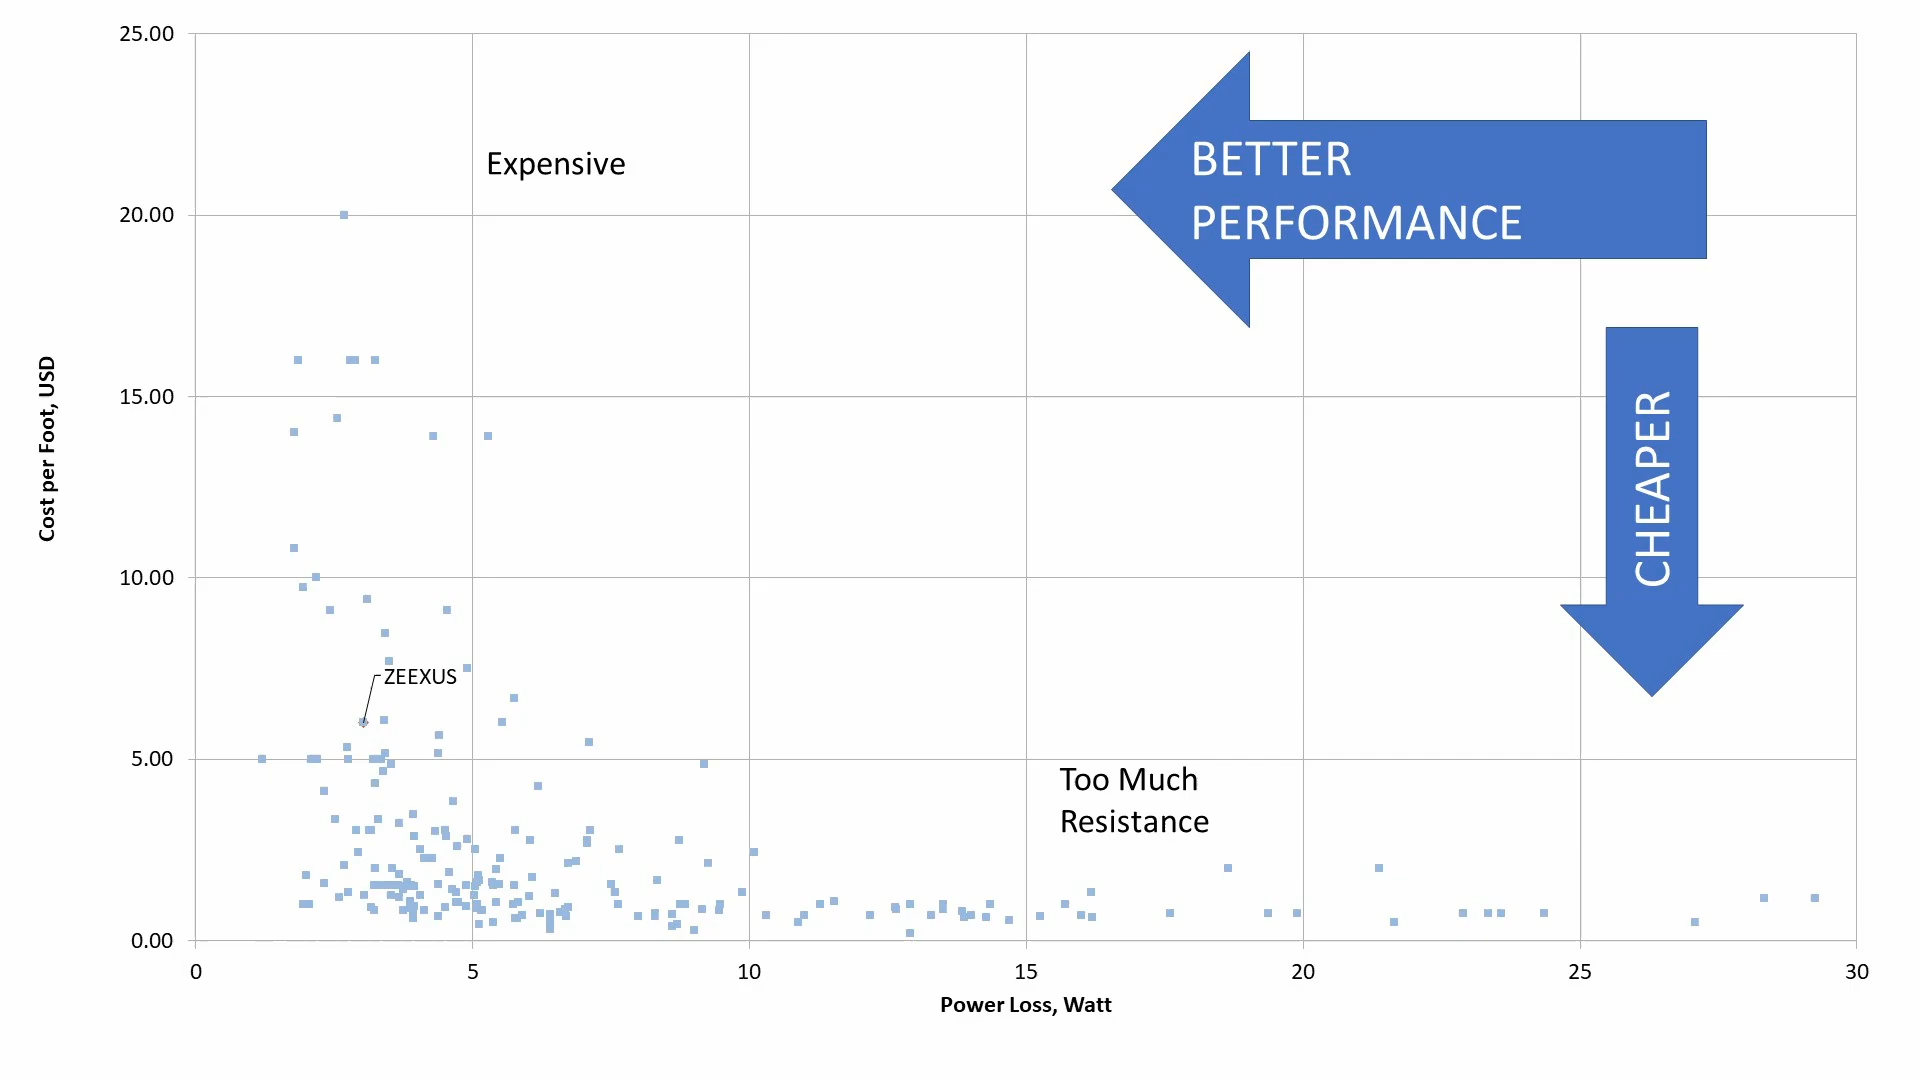 25.00
20.00
15.00
10.00
5.00
0.00
Cost per Foot, USD
Expensive
BETTER
PERFORMANCE
CHEAPER
ZEEXUS
Too Much
Resistance
0 5 10 15 20 25 30
Power Loss, Watt